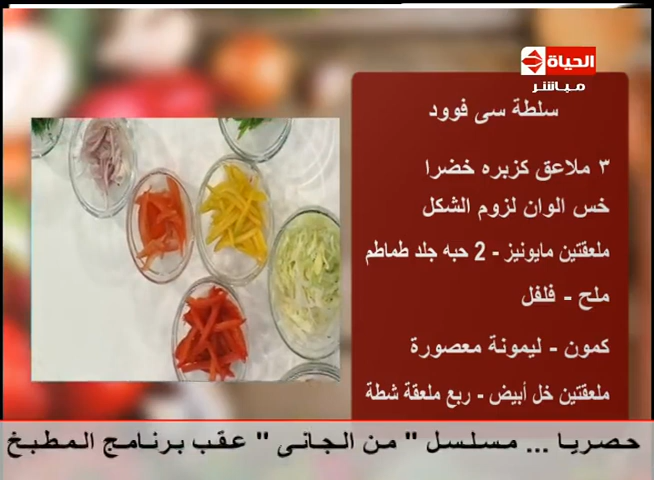 الحياة
مباشر
سلطة سى فوود
٣ ملاعق كزبره خضرا
خس الوان لزوم الشكل
ملعقتين مايونيز - 2 حبه جلد طماطم
ملح - فلفل
كمون - ليمونة معصورة
ملعقتين خل أبيض - ربع ملعقة شطة
حصريا ... مسلسل " من الجانى " عقب برنامج المطبخ